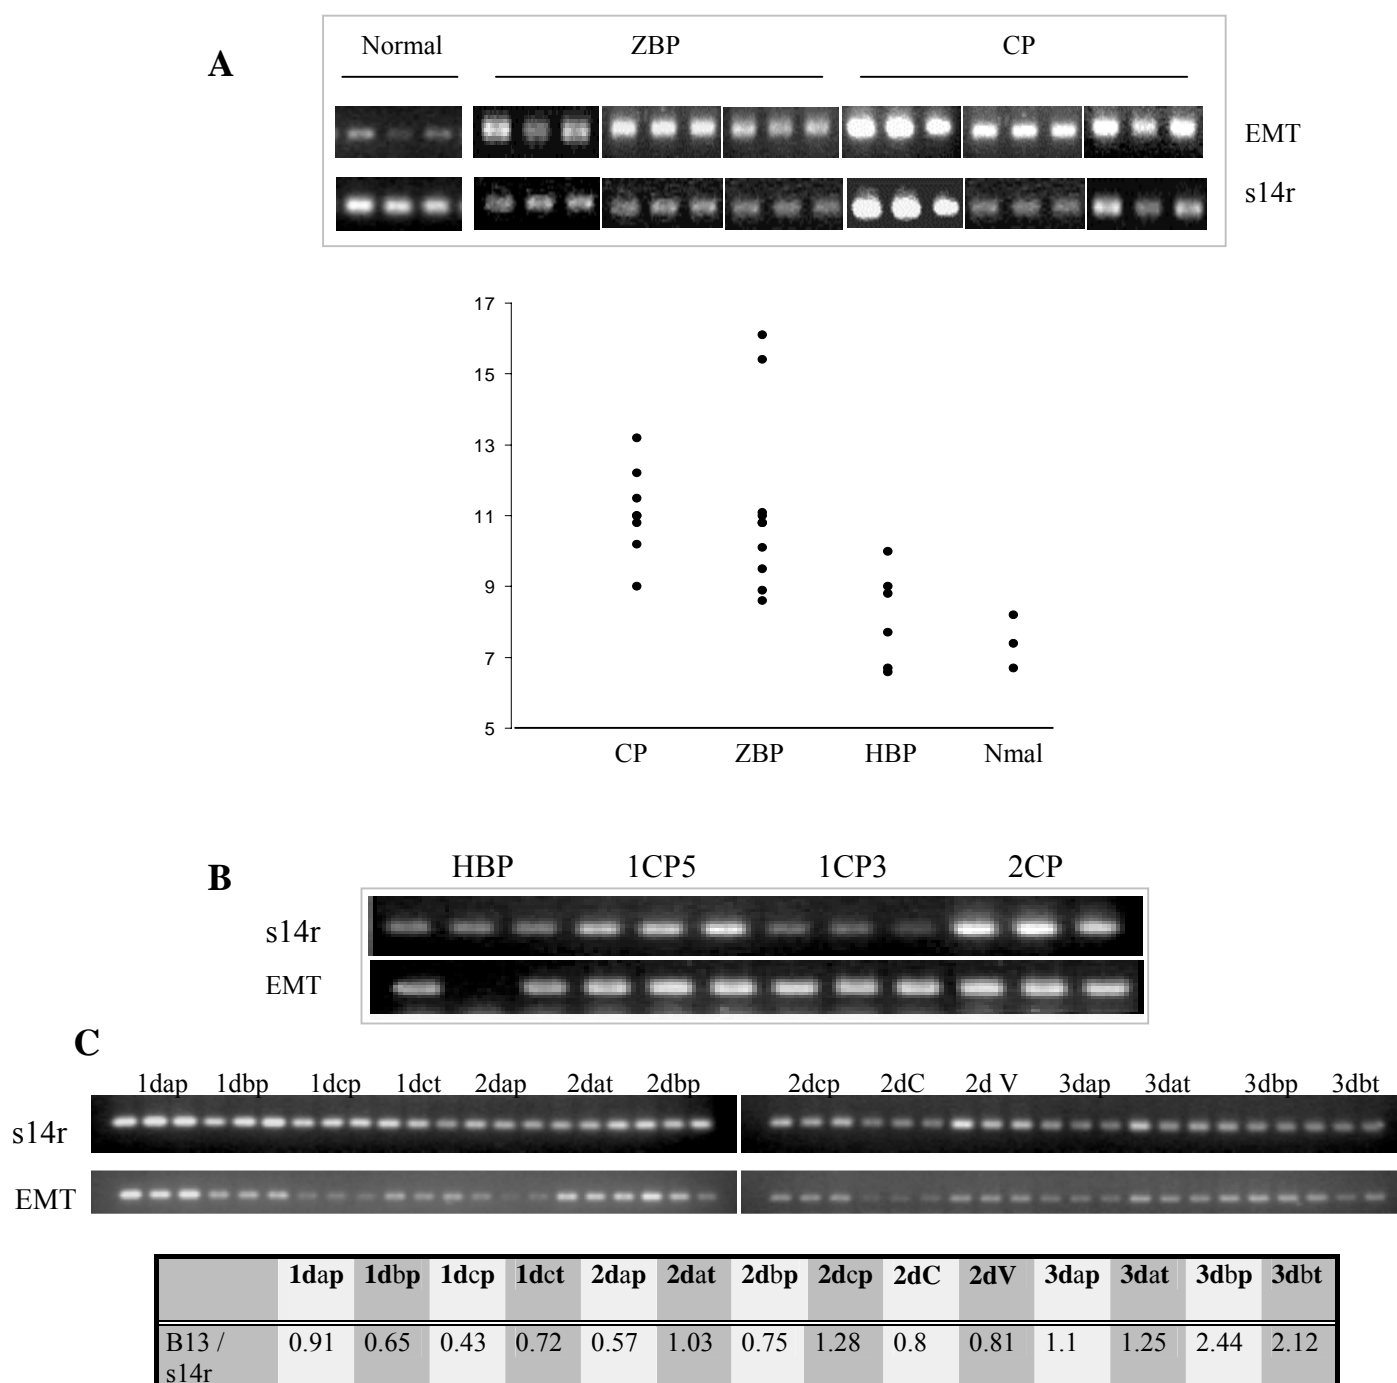 A
Normal ZBP CP
EMT
s14r
17
15
13
11
9
7
5
CP ZBP HBP Nmal
B
HBP 1CP5 1CP3 2CP
s14r
EMT
C
1dap 1dbp 1dcp 1dct 2dap 2dat 2dbp 2dcp 2dC 2d V 3dap 3dat 3dbp 3dbt
s14r
EMT
1dap 1dbp 1dcp 1dct 2dap 2dat 2dbp 2dcp 2dC 2dV 3dap 3dat 3dbp 3dbt
B13 / 0.91 0.65 0.43 0.72 0.57 1.03 0.75 1.28 0.8 0.81 1.1 1.25 2.44 2.12
s14r